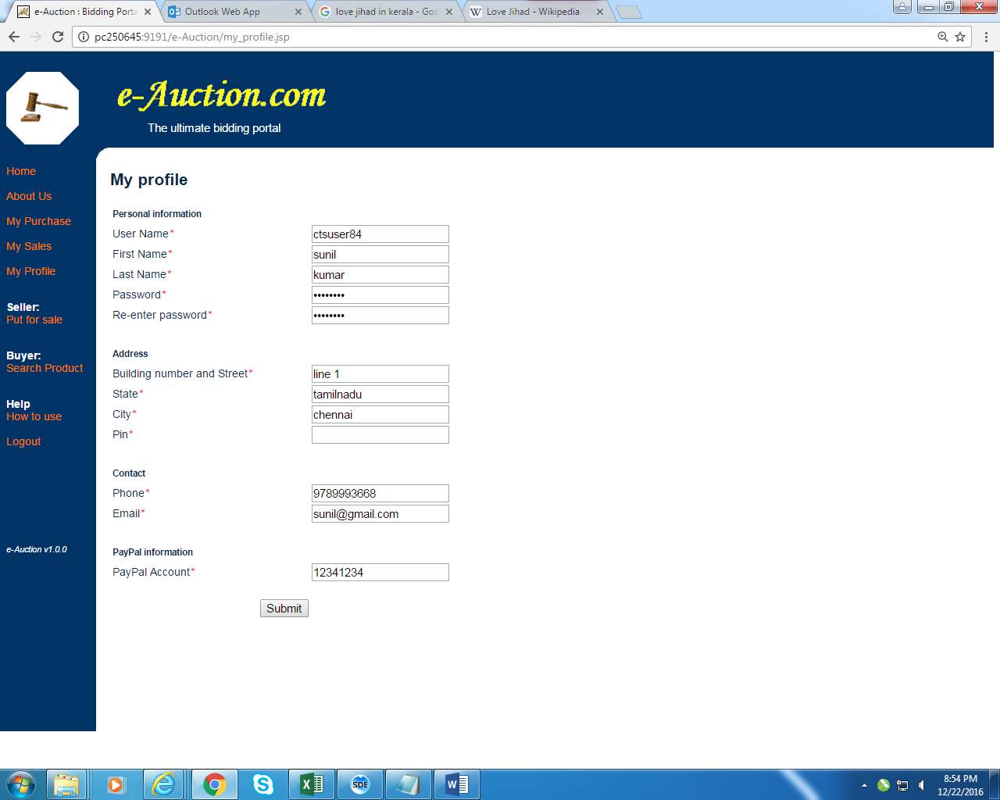 e-Auction : Bidding Porta
Outlook Web App
love jihad in kerala - Goo
Love Jihad - Wikipedia
pc250645:9191/e-Auction/my_profile.jsp
e-Auction.com
The ultimate bidding portal
Home
About Us
My Purchase
My Sales
My Profile
Seller:
Put for sale
Buyer:
Search Product
Help
How to use
Logout
e-Auction v1.0.0
My profile
Personal information
User Name* ctsuser84
First Name* sunil
Last Name* kumar
Password* ••••••••
Re-enter password* ••••••••
Address
Building number and Street* line 1
State* tamilnadu
City* chennai
Pin*
Contact
Phone* 9789993668
Email* sunil@gmail.com
PayPal information
PayPal Account* 12341234
Submit
SDE
8:54 PM
12/22/2016